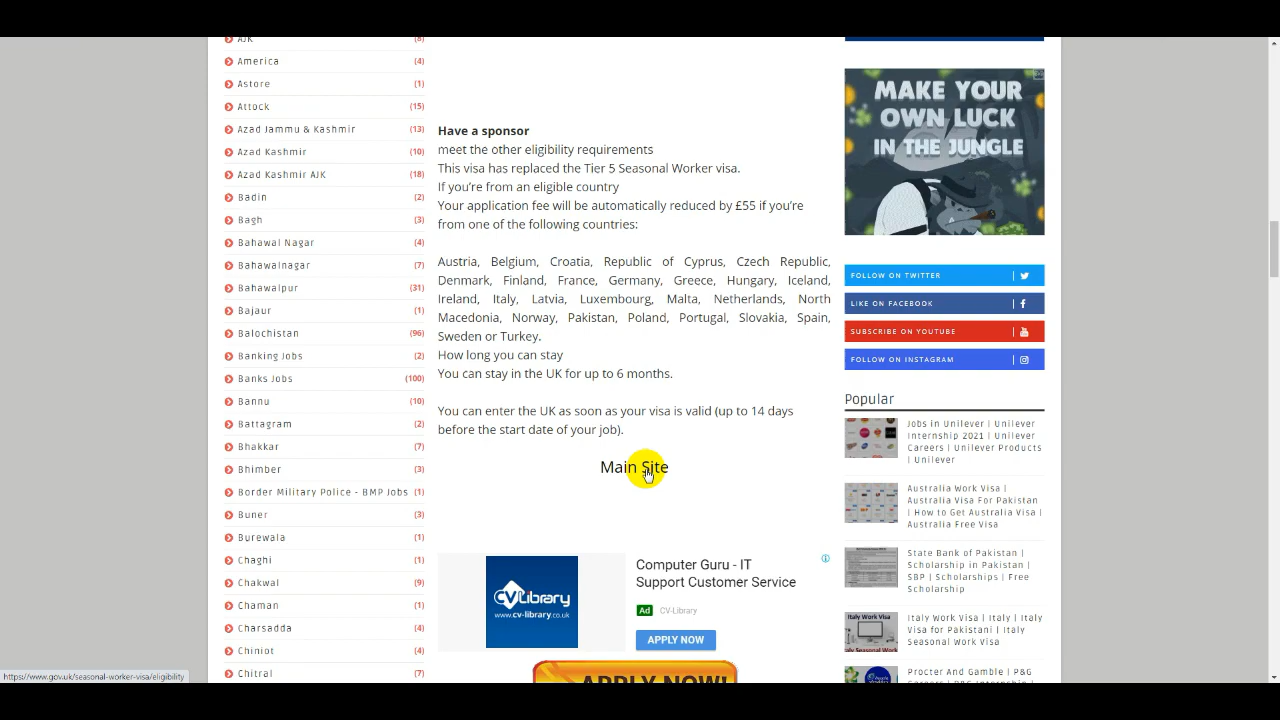 AJK (8)
America (4)
Astore (1)
Attock (15)
Azad Jammu & Kashmir (13)
Azad Kashmir (10)
Azad Kashmir AJK (18)
Badin (2)
Bagh (3)
Bahawal Nagar (4)
Bahawalnagar (7)
Bahawalpur (31)
Bajaur (1)
Balochistan (96)
Banking Jobs (2)
Banks Jobs (100)
Bannu (10)
Battagram (2)
Bhakkar (7)
Bhimber (3)
Border Military Police - BMP Jobs (1)
Buner (3)
Burewala (1)
Chaghi (1)
Chakwal (9)
Chaman (1)
Charsadda (4)
Chiniot (4)
Chitral (7)
https://www.gov.uk/seasonal-worker-visa/eligibility
Have a sponsor
meet the other eligibility requirements
This visa has replaced the Tier 5 Seasonal Worker visa.
If you're from an eligible country
Your application fee will be automatically reduced by £55 if you're
from one of the following countries:
Austria, Belgium, Croatia, Republic of Cyprus, Czech Republic,
Denmark, Finland, France, Germany, Greece, Hungary, Iceland,
Ireland, Italy, Latvia, Luxembourg, Malta, Netherlands, North
Macedonia, Norway, Pakistan, Poland, Portugal, Slovakia, Spain,
Sweden or Turkey.
How long you can stay
You can stay in the UK for up to 6 months.
You can enter the UK as soon as your visa is valid (up to 14 days
before the start date of your job).
Main Site
CVLibrary
www.cv-library.co.uk
Computer Guru - IT
Support Customer Service
Ad CV-Library
APPLY NOW
APPLY NOW!
MAKE YOUR
OWN LUCK
IN THE JUNGLE
FOLLOW ON TWITTER
LIKE ON FACEBOOK
SUBSCRIBE ON YOUTUBE
FOLLOW ON INSTAGRAM
Popular
Jobs in Unilever | Unilever
Internship 2021 | Unilever
Careers | Unilever Products
| Unilever
Australia Work Visa |
Australia Visa For Pakistan
| How to Get Australia Visa |
Australia Free Visa
State Bank of Pakistan |
Scholarship in Pakistan |
SBP | Scholarships | Free
Scholarship
Italy Work Visa
Italy Seasonal Work
Italy Work Visa | Italy | Italy
Visa for Pakistani | Italy
Seasonal Work Visa
Procter And Gamble | P&G